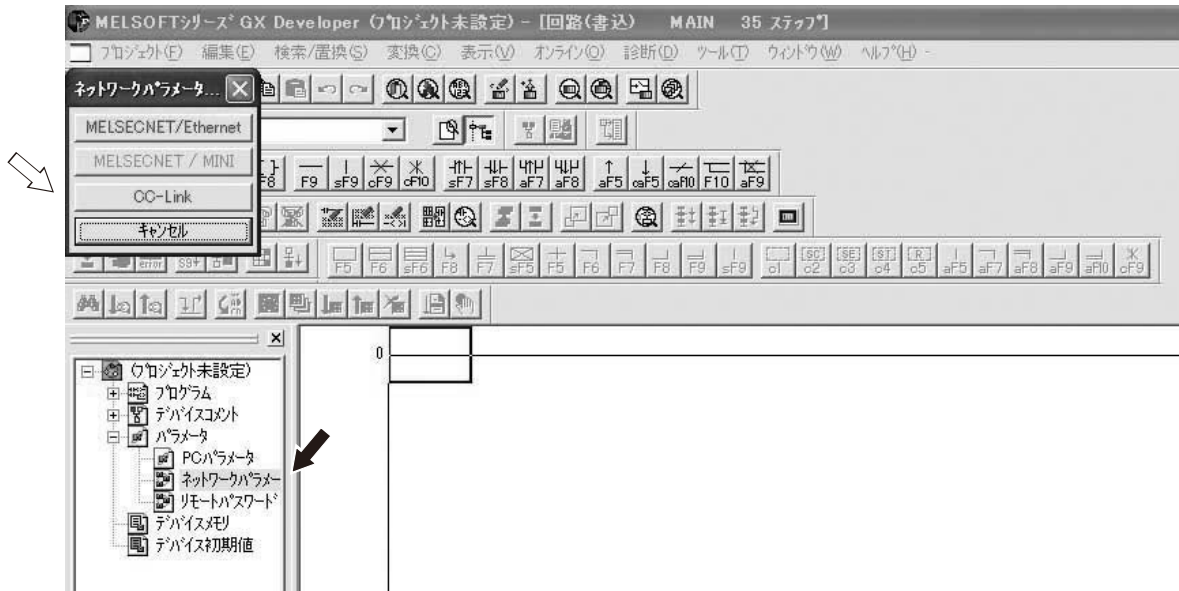 MELSOFTシリーズ GX Developer (プロジェクト未設定) - [回路(書込) MAIN 35 ステップ]
プロジェクト(F) 編集(E) 検索/置換(S) 変換(C) 表示(V) オンライン(O) 診断(D) ツール(T) ウィンドウ(W) ヘルプ(H) -
ネットワークパラメータ...
MELSECNET/Ethernet
MELSECNET / MINI
CC-Link
キャンセル
F8 F9 sF9 cF9 cF10 sF7 sF8 aF7 aF8 aF5 caF5 caf10 F10 aF9
error S9
F5 F6 sF6 F8 F7 sF5 F5 F6 F7 F8 F9 sF9 c1 c2 c3 c4 c5 aF5 aF7 aF8 aF9 aF10 cF9
[SC] [SE] [ST] [R]
0
(プロジェクト未設定)
プログラム
デバイスコメント
パラメータ
PCパラメータ
ネットワークパラメー
リモートパスワード
デバイスメモリ
デバイス初期値